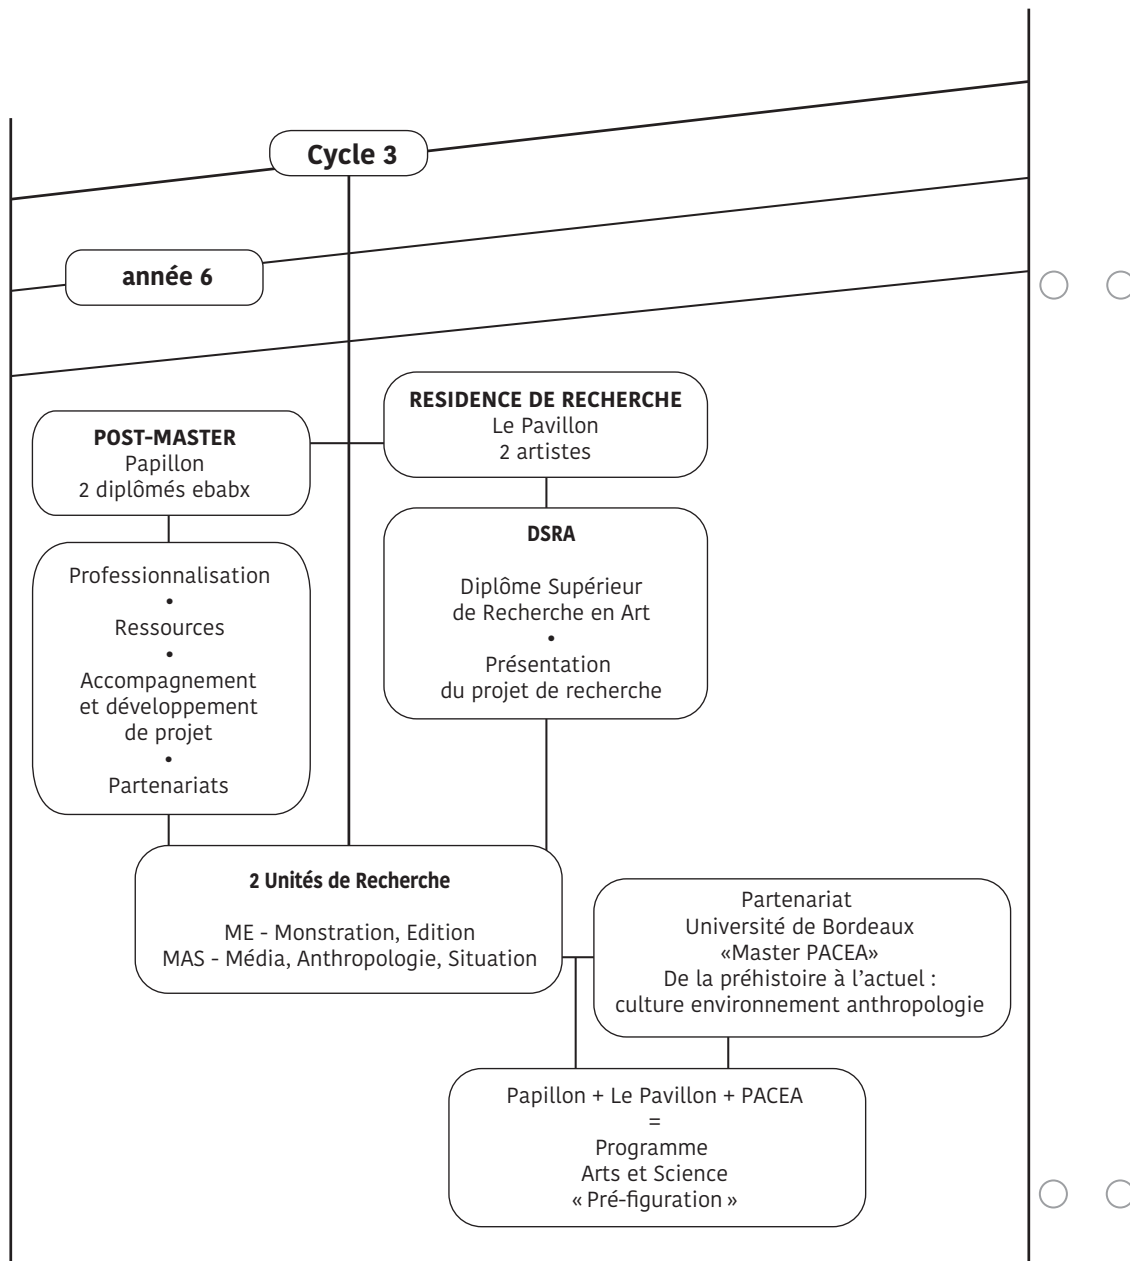 Cycle 3
année 6
POST-MASTER
Papillon
2 diplômés ebabx
RESIDENCE DE RECHERCHE
Le Pavillon
2 artistes
Professionnalisation
•
Ressources
•
Accompagnement
et développement
de projet
•
Partenariats
DSRA
Diplôme Supérieur
de Recherche en Art
•
Présentation
du projet de recherche
2 Unités de Recherche
ME - Monstration, Edition
MAS - Média, Anthropologie, Situation
Partenariat
Université de Bordeaux
«Master PACEA»
De la préhistoire à l’actuel :
culture environnement anthropologie
Papillon + Le Pavillon + PACEA
=
Programme
Arts et Science
« Pré-figuration »